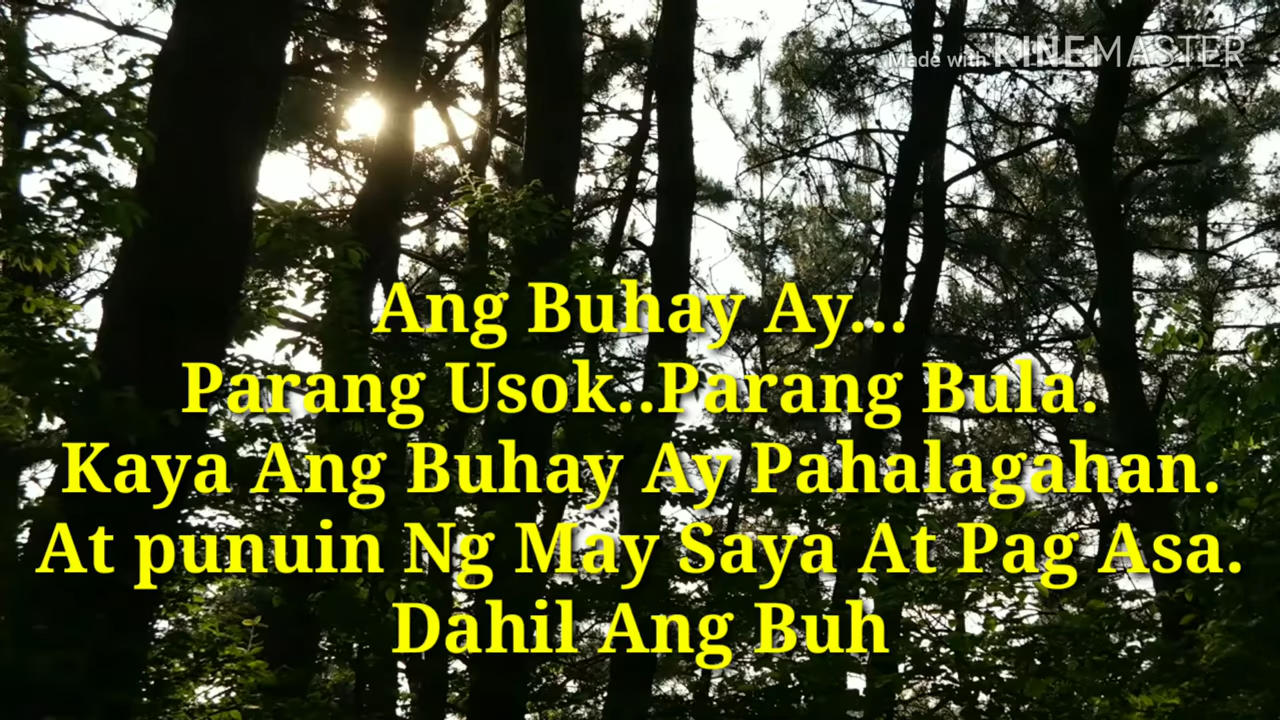 Made with KINEMASTER
Ang Buhay Ay...
Parang Usok..Parang Bula.
Kaya Ang Buhay Ay Pahalagahan.
At punuin Ng May Saya At Pag Asa.
Dahil Ang Buh